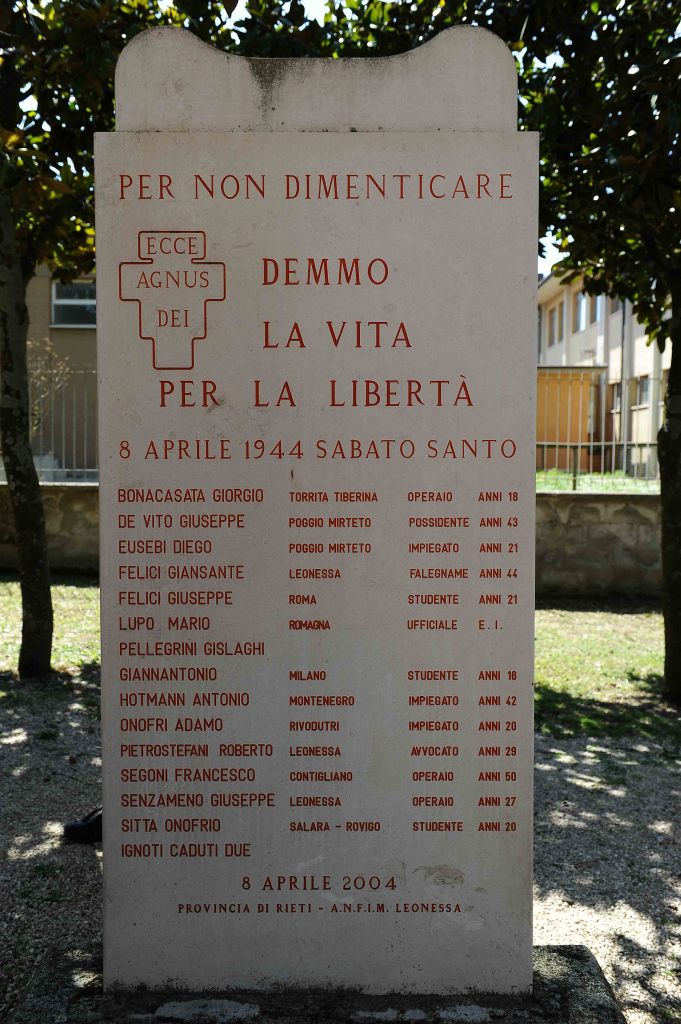 PER NON DIMENTICARE
ECCE
AGNUS
DEI
DEMMO
LA VITA
PER LA LIBERTÀ
8 APRILE 1944 SABATO SANTO
BONACASATA GIORGIO TORRITA TIBERINA OPERAIO ANNI 18
DE VITO GIUSEPPE POGGIO MIRTETO POSSIDENTE ANNI 43
EUSEBI DIEGO POGGIO MIRTETO IMPIEGATO ANNI 21
FELICI GIANSANTE LEONESSA FALEGNAME ANNI 44
FELICI GIUSEPPE ROMA STUDENTE ANNI 21
LUPO MARIO ROMAGNA UFFICIALE E. I.
PELLEGRINI GISLAGHI
GIANNANTONIO MILANO STUDENTE ANNI 16
HOTMANN ANTONIO MONTENEGRO IMPIEGATO ANNI 42
ONOFRI ADAMO RIVODUTRI IMPIEGATO ANNI 20
PIETROSTEFANI ROBERTO LEONESSA AVVOCATO ANNI 29
SEGONI FRANCESCO CONTIGLIANO OPERAIO ANNI 50
SENZAMENO GIUSEPPE LEONESSA OPERAIO ANNI 27
SITTA ONOFRIO SALARA - ROVIGO STUDENTE ANNI 20
IGNOTI CADUTI DUE
8 APRILE 2004
PROVINCIA DI RIETI - A.N.F.I.M. LEONESSA